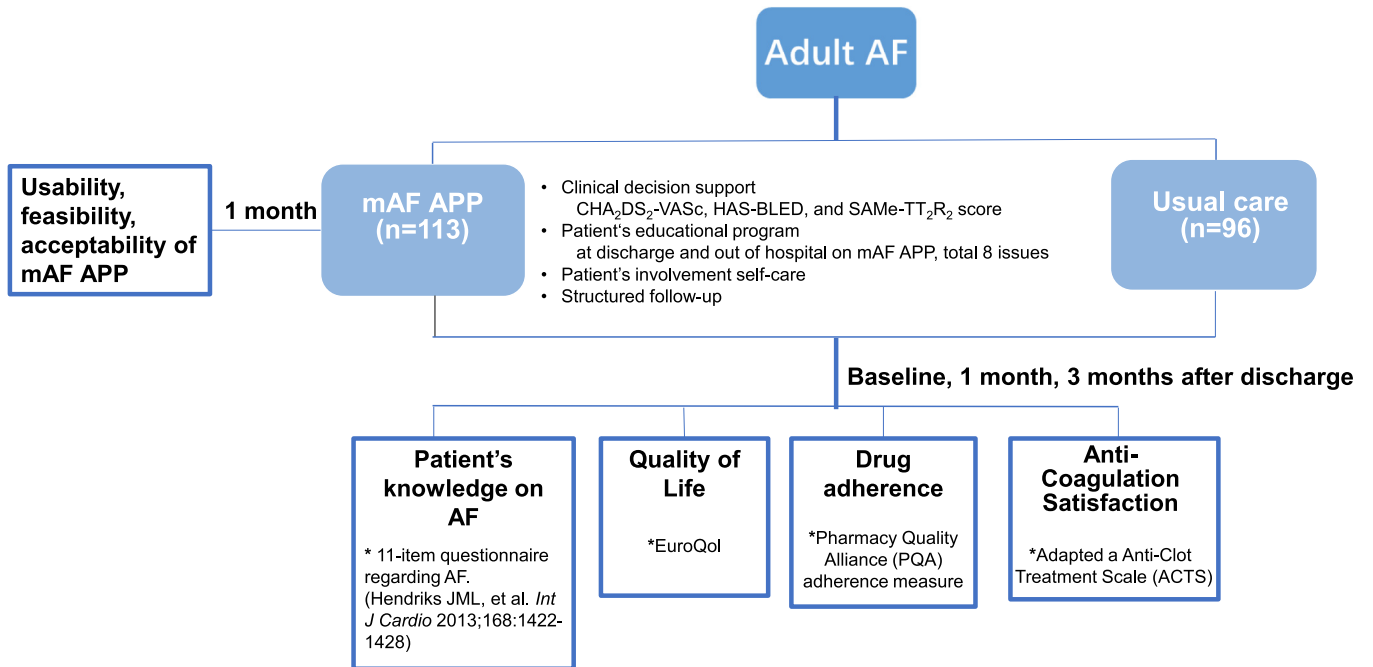 Adult AF
Usability,
feasibility,
acceptability of
mAF APP
1 month
mAF APP
(n=113)
• Clinical decision support
CHA₂DS₂-VASc, HAS-BLED, and SAMe-TT₂R₂ score
• Patient's educational program
at discharge and out of hospital on mAF APP, total 8 issues
• Patient's involvement self-care
• Structured follow-up
Usual care
(n=96)
Baseline, 1 month, 3 months after discharge
Patient's
knowledge on
AF
* 11-item questionnaire
regarding AF.
(Hendriks JML, et al. Int
J Cardio 2013;168:1422-
1428)
Quality of
Life
*EuroQol
Drug
adherence
*Pharmacy Quality
Alliance (PQA)
adherence measure
Anti-
Coagulation
Satisfaction
*Adapted a Anti-Clot
Treatment Scale (ACTS)